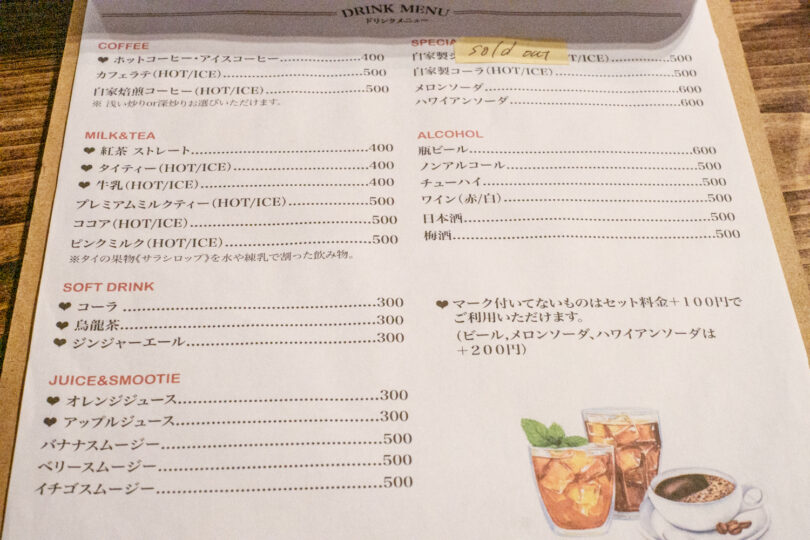 DRINK MENU
ドリンクメニュー
COFFEE
❤ ホットコーヒー・アイスコーヒー 400
カフェラテ(HOT/ICE) 500
自家焙煎コーヒー(HOT/ICE) 500
※ 浅い炒りor深炒りお選びいただけます。
MILK&TEA
❤ 紅茶 ストレート 400
❤ タイティー(HOT/ICE) 400
❤ 牛乳(HOT/ICE) 400
プレミアムミルクティー(HOT/ICE) 500
ココア(HOT/ICE) 500
ピンクミルク(HOT/ICE) 500
※タイの果物《サラシロップ》を水や練乳で割った飲み物。
SOFT DRINK
❤ コーラ 300
❤ 烏龍茶 300
❤ ジンジャーエール 300
JUICE&SMOOTIE
❤ オレンジジュース 300
❤ アップルジュース 300
バナナスムージー 500
ベリースムージー 500
イチゴスムージー 500
SPECIA
sold out
自家製ジ 500
自家製コーラ(HOT/ICE) 500
メロンソーダ 600
ハワイアンソーダ 600
ALCOHOL
瓶ビール 600
ノンアルコール 500
チューハイ 500
ワイン(赤/白) 500
日本酒 500
梅酒 500
❤ マーク付いてないものはセット料金＋１００円で
ご利用いただけます。
(ビール,メロンソーダ、ハワイアンソーダは
＋２００円)